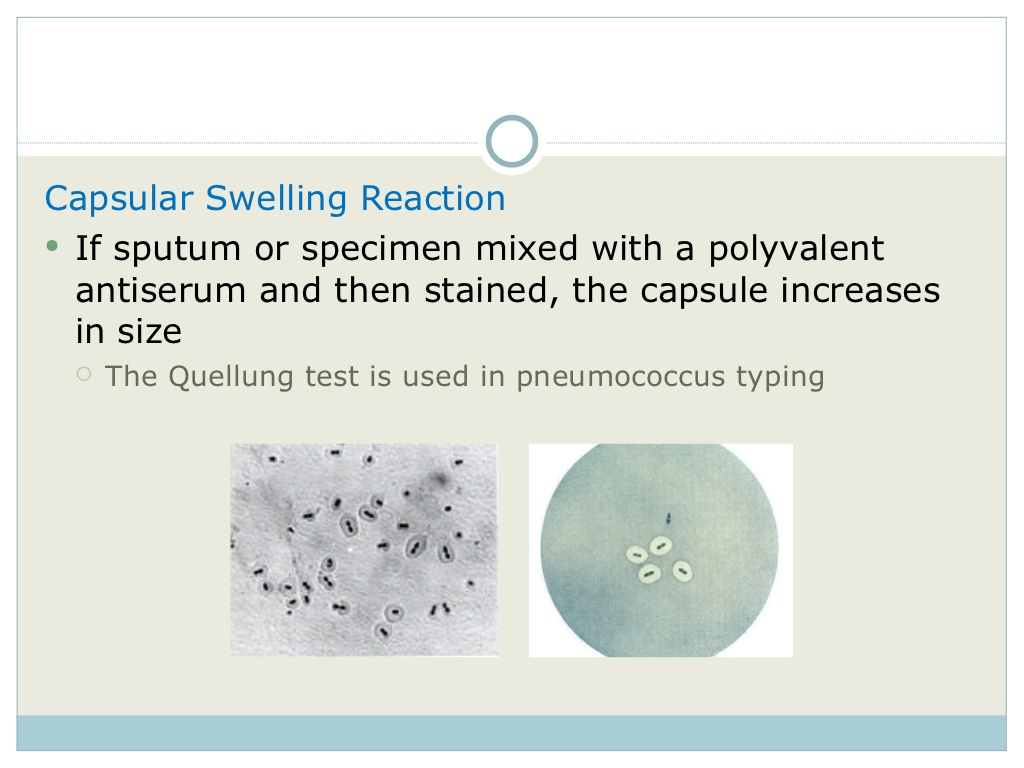 Capsular Swelling Reaction
• If sputum or specimen mixed with a polyvalent
antiserum and then stained, the capsule increases
in size
○ The Quellung test is used in pneumococcus typing